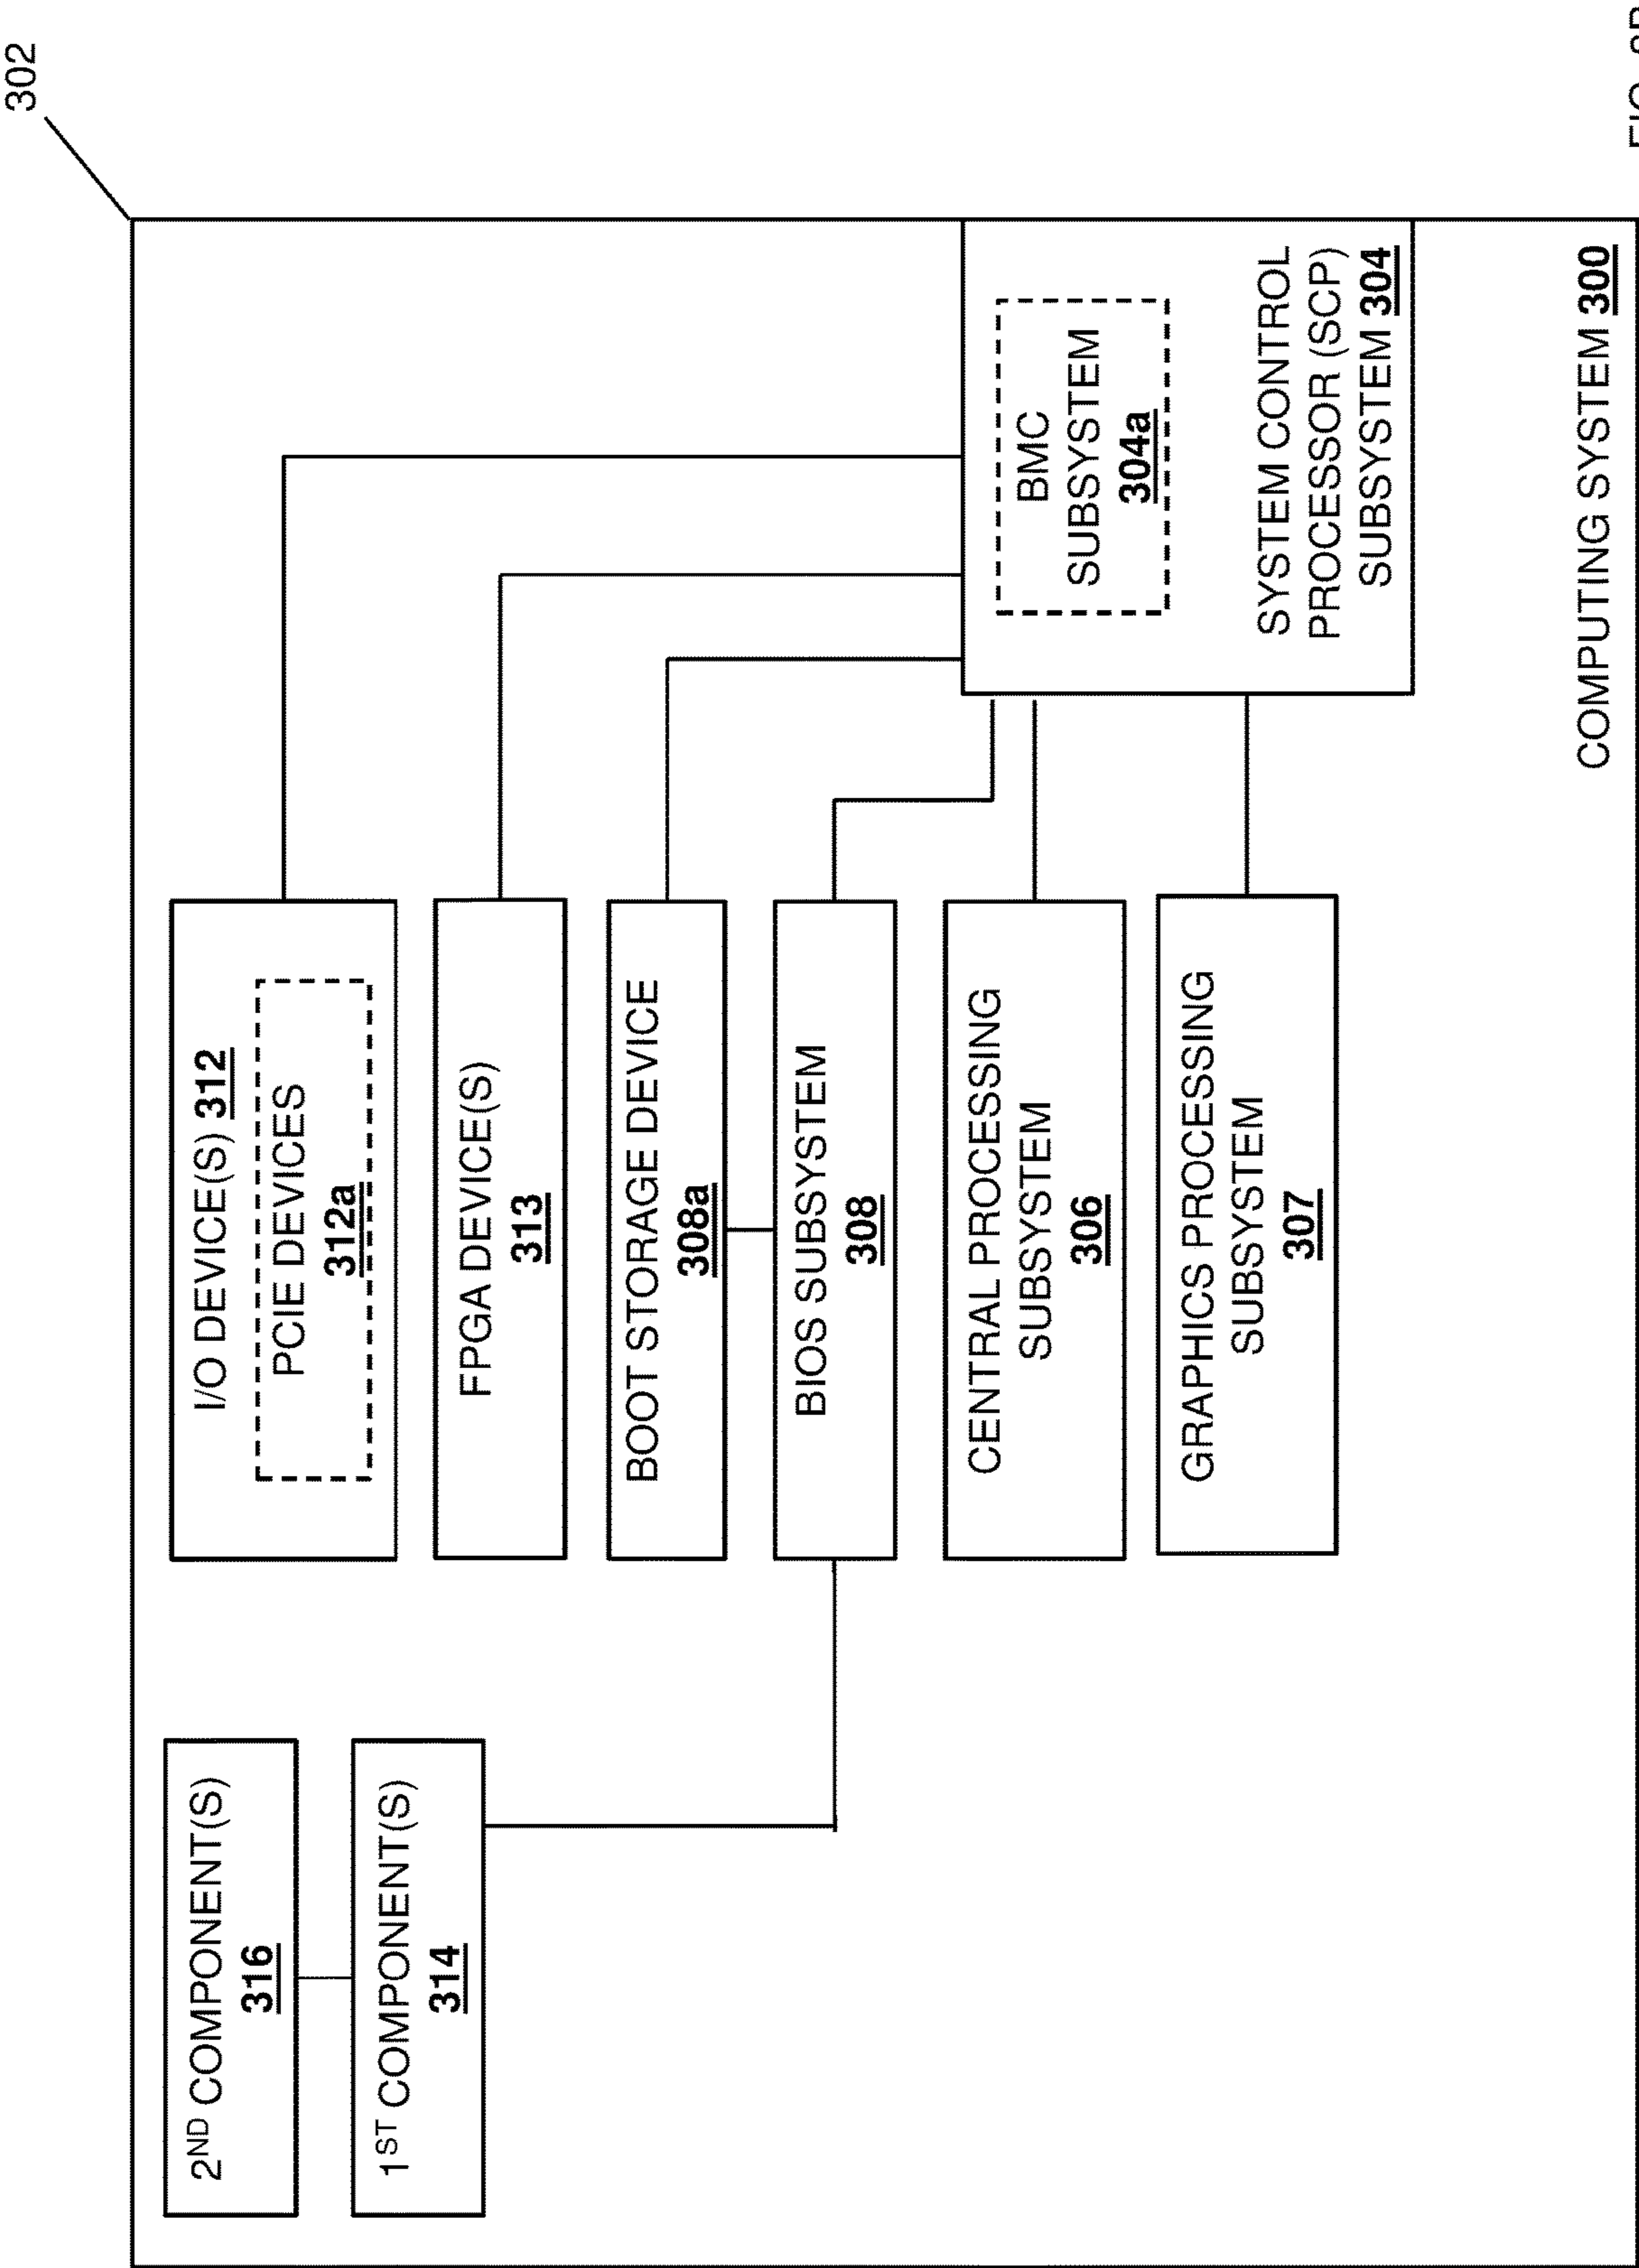 302
2ND COMPONENT(S)
316
1ST COMPONENT(S)
314
I/O DEVICE(S) 312
PCIE DEVICES
312a
FPGA DEVICE(S)
313
BOOT STORAGE DEVICE
308a
BIOS SUBSYSTEM
308
CENTRAL PROCESSING
SUBSYSTEM
306
GRAPHICS PROCESSING
SUBSYSTEM
307
BMC
SUBSYSTEM
304a
SYSTEM CONTROL
PROCESSOR (SCP)
SUBSYSTEM 304
COMPUTING SYSTEM 300